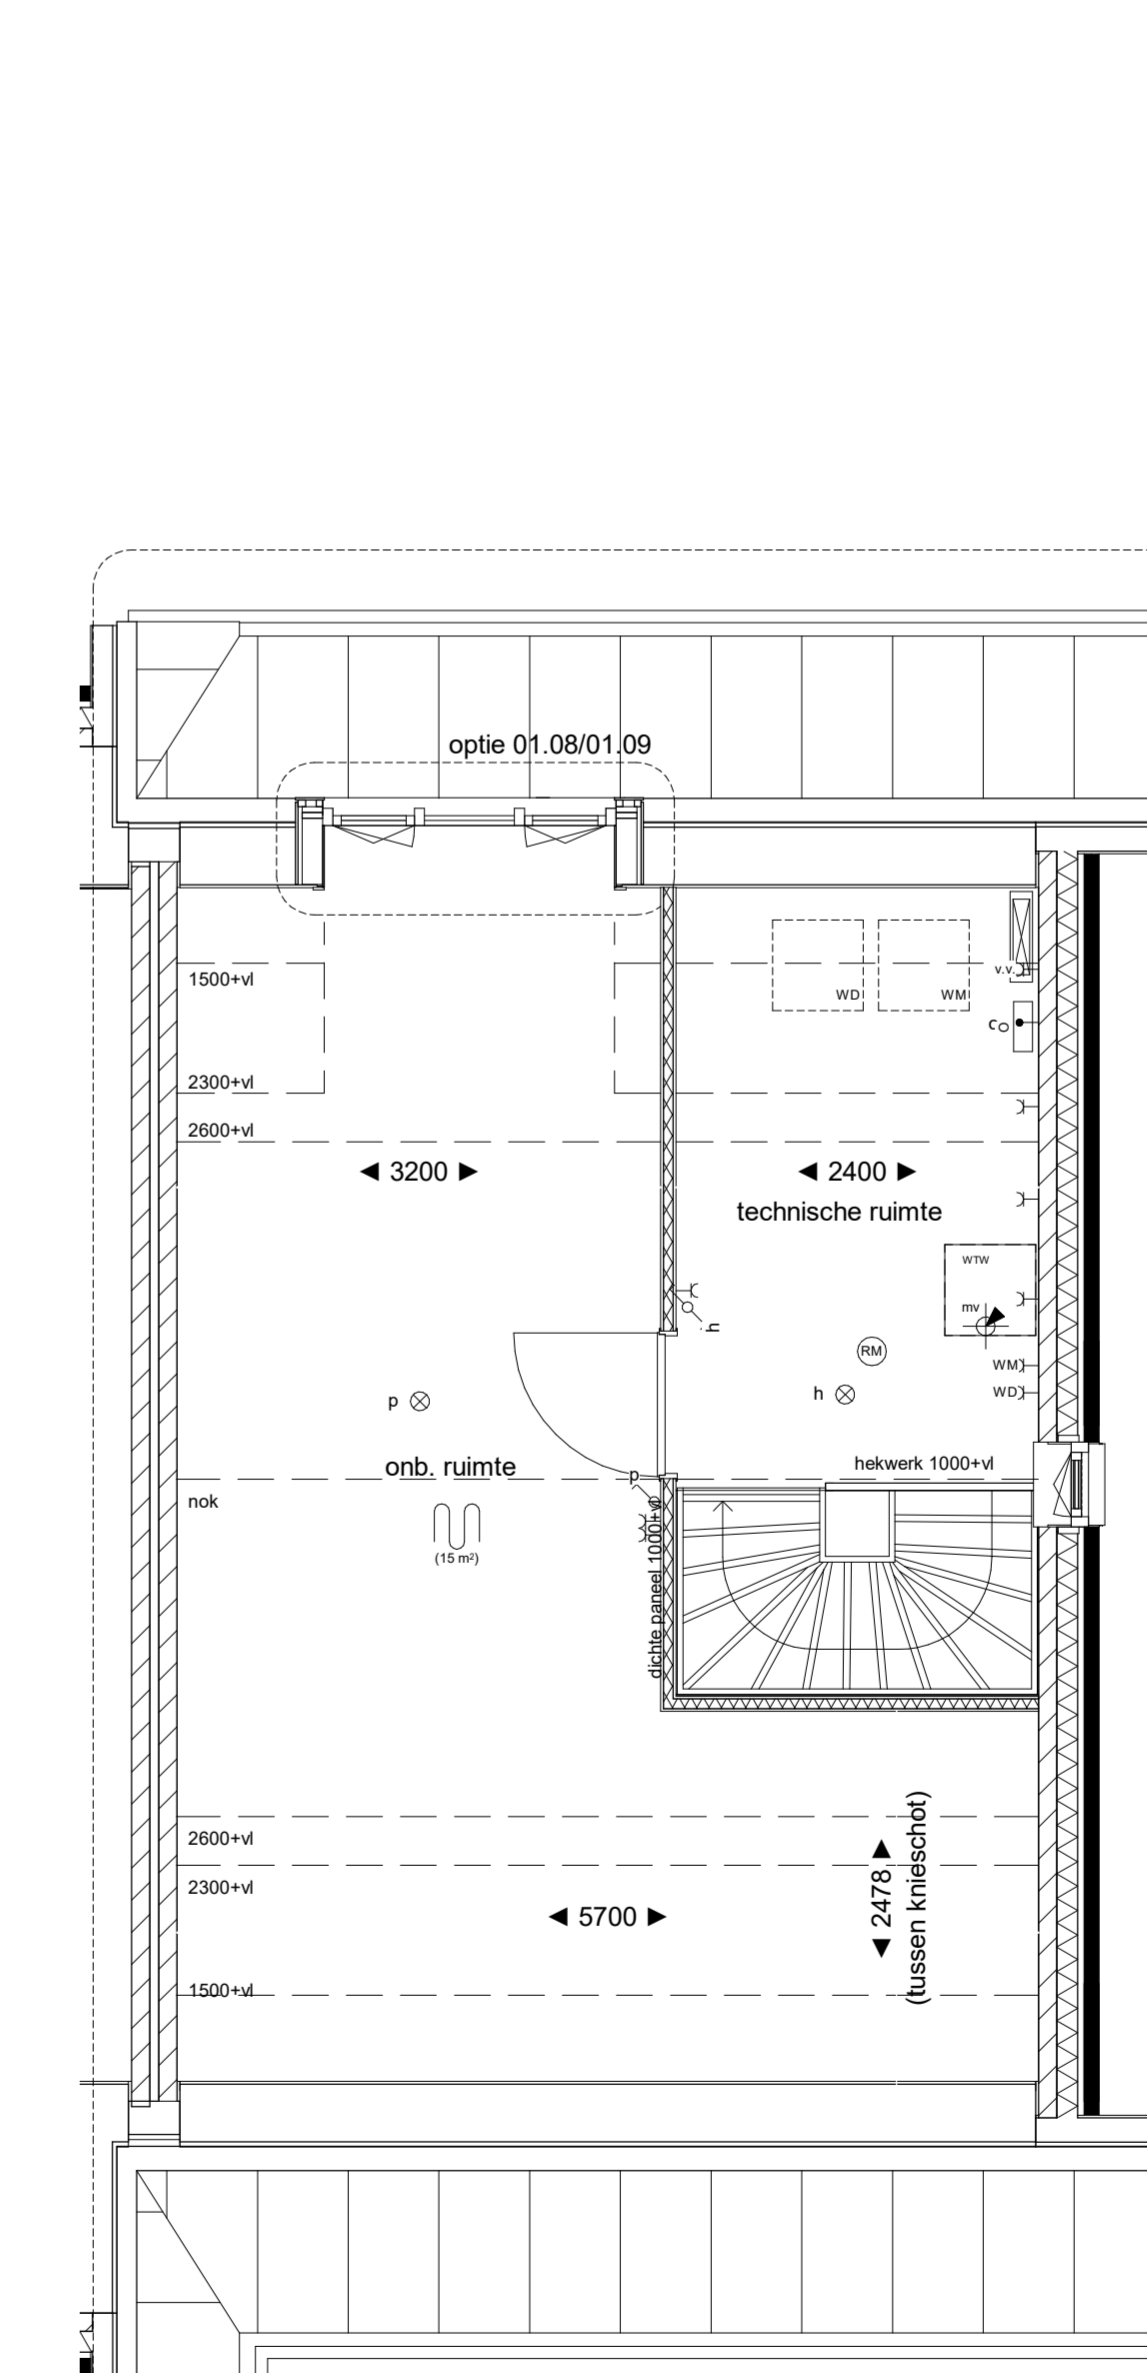 optie 01.08/01.09
1500+vl
WD
WM
v.v.
co
2300+vl
2600+vl
◄ 3200 ►
◄ 2400 ►
technische ruimte
WTW
mv
h
RM
WM
WD
p
h
hekwerk 1000+vl
onb. ruimte
p
nok
(15 m²)
dichte paneel 1000+vl
2600+vl
2300+vl
◄ 5700 ►
◄ 2478 ►
(tussen knieschot)
1500+vl